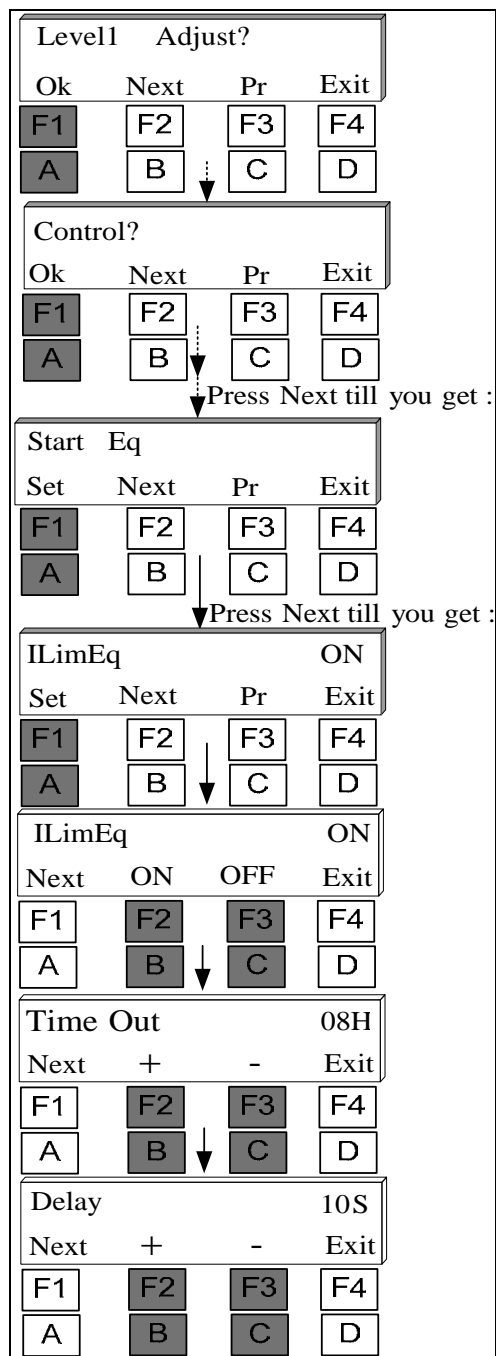 Level1 Adjust?
Ok Next Pr Exit
F1 F2 F3 F4
A B C D
Control?
Ok Next Pr Exit
F1 F2 F3 F4
A B C D
Press Next till you get :
Start Eq
Set Next Pr Exit
F1 F2 F3 F4
A B C D
Press Next till you get :
ILimEq ON
Set Next Pr Exit
F1 F2 F3 F4
A B C D
ILimEq ON
Next ON OFF Exit
F1 F2 F3 F4
A B C D
Time Out 08H
Next + - Exit
F1 F2 F3 F4
A B C D
Delay 10S
Next + - Exit
F1 F2 F3 F4
A B C D